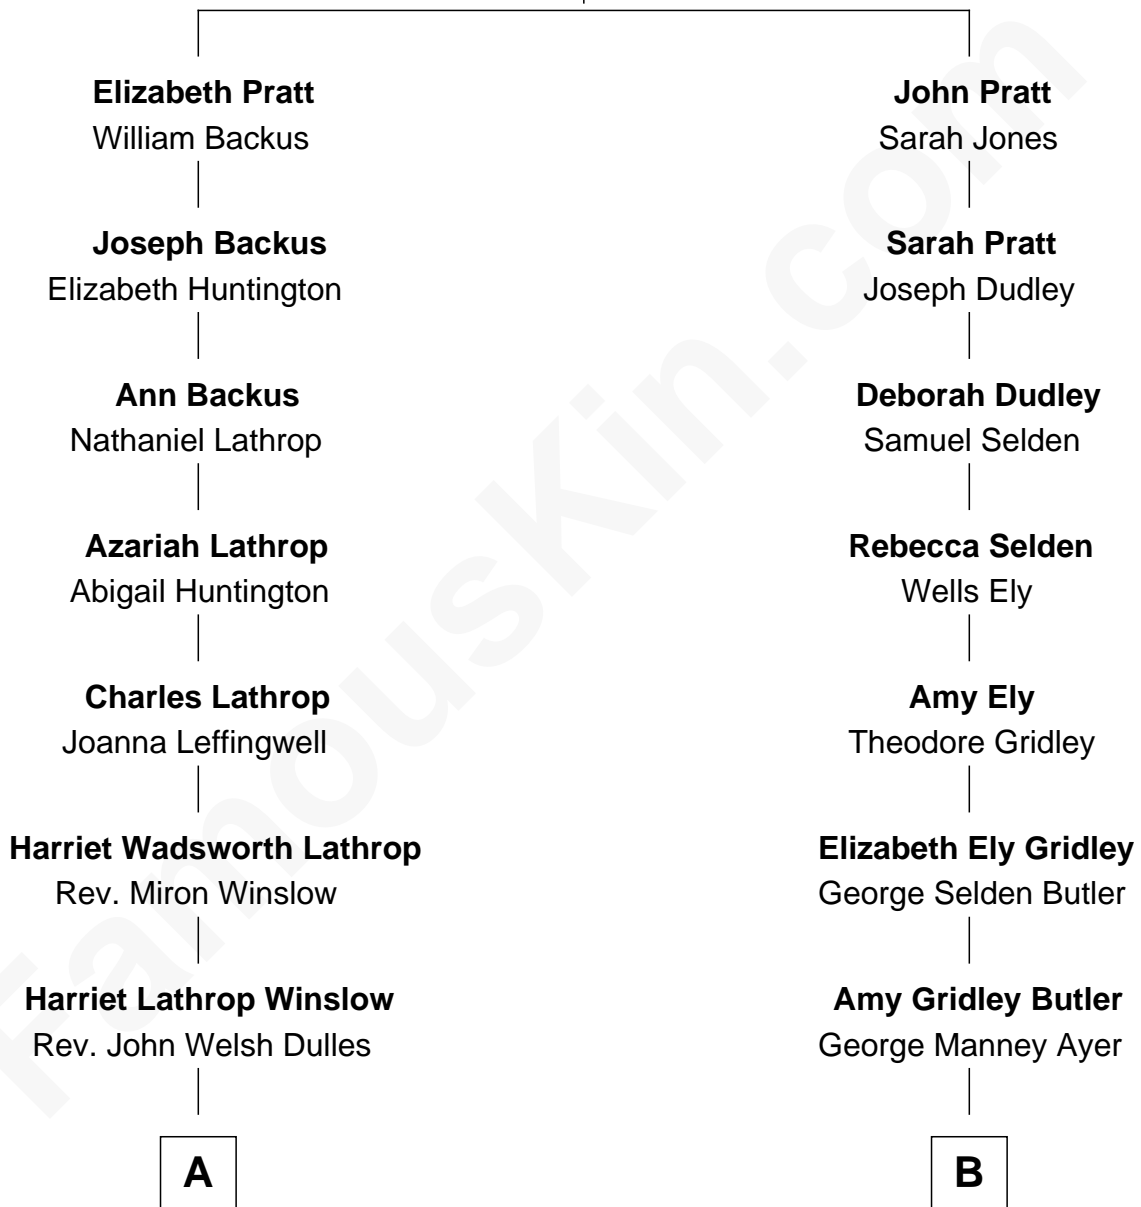 Elizabeth Pratt
William Backus
Joseph Backus
Elizabeth Huntington
Ann Backus
Nathaniel Lathrop
Azariah Lathrop
Abigail Huntington
Charles Lathrop
Joanna Leffingwell
Harriet Wadsworth Lathrop
Rev. Miron Winslow
Harriet Lathrop Winslow
Rev. John Welsh Dulles
A
John Pratt
Sarah Jones
Sarah Pratt
Joseph Dudley
Deborah Dudley
Samuel Selden
Rebecca Selden
Wells Ely
Amy Ely
Theodore Gridley
Elizabeth Ely Gridley
George Selden Butler
Amy Gridley Butler
George Manney Ayer
B
FamousKin.com